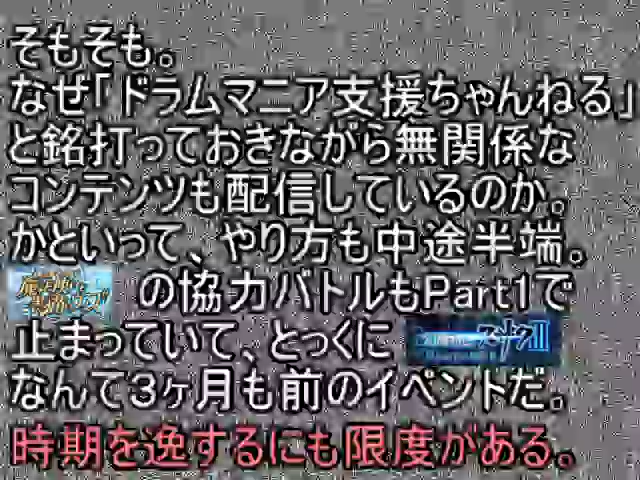 そもそも。
なぜ「ドラムマニア支援ちゃんねる」
と銘打っておきながら無関係な
コンテンツも配信しているのか。
かといって、やり方も中途半端。
の協力バトルもPart1で
止まっていて、とっくに
なんて3ヶ月も前のイベントだ。
時期を逸するにも限度がある。